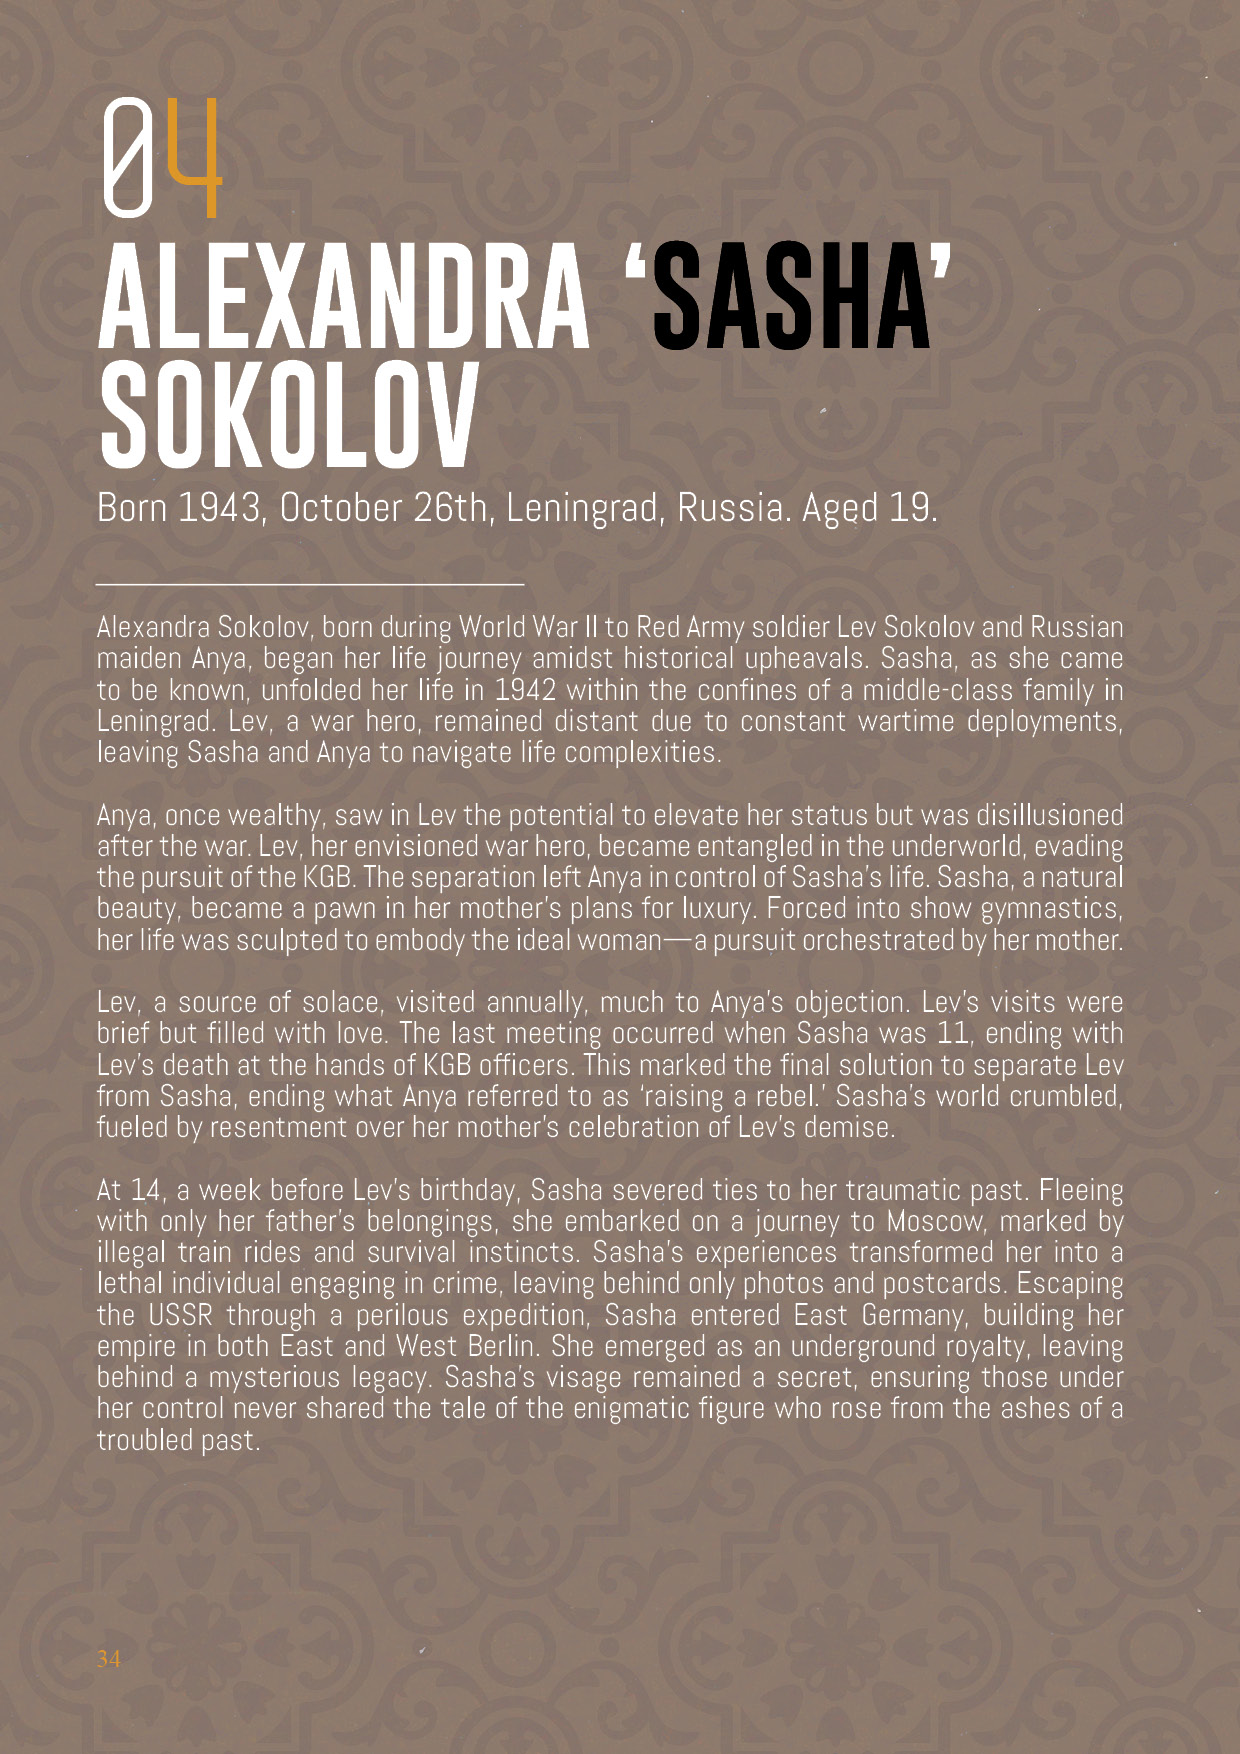 04
ALEXANDRA ‘SASHA’
SOKOLOV
Born 1943, October 26th, Leningrad, Russia. Aged 19.
Alexandra Sokolov, born during World War II to Red Army soldier Lev Sokolov and Russian
maiden Anya, began her life journey amidst historical upheavals. Sasha, as she came
to be known, unfolded her life in 1942 within the confines of a middle-class family in
Leningrad. Lev, a war hero, remained distant due to constant wartime deployments,
leaving Sasha and Anya to navigate life complexities.
Anya, once wealthy, saw in Lev the potential to elevate her status but was disillusioned
after the war. Lev, her envisioned war hero, became entangled in the underworld, evading
the pursuit of the KGB. The separation left Anya in control of Sasha’s life. Sasha, a natural
beauty, became a pawn in her mother’s plans for luxury. Forced into show gymnastics,
her life was sculpted to embody the ideal woman—a pursuit orchestrated by her mother.
Lev, a source of solace, visited annually, much to Anya’s objection. Lev’s visits were
brief but filled with love. The last meeting occurred when Sasha was 11, ending with
Lev’s death at the hands of KGB officers. This marked the final solution to separate Lev
from Sasha, ending what Anya referred to as ‘raising a rebel.’ Sasha’s world crumbled,
fueled by resentment over her mother’s celebration of Lev’s demise.
At 14, a week before Lev’s birthday, Sasha severed ties to her traumatic past. Fleeing
with only her father’s belongings, she embarked on a journey to Moscow, marked by
illegal train rides and survival instincts. Sasha’s experiences transformed her into a
lethal individual engaging in crime, leaving behind only photos and postcards. Escaping
the USSR through a perilous expedition, Sasha entered East Germany, building her
empire in both East and West Berlin. She emerged as an underground royalty, leaving
behind a mysterious legacy. Sasha’s visage remained a secret, ensuring those under
her control never shared the tale of the enigmatic figure who rose from the ashes of a
troubled past.
34